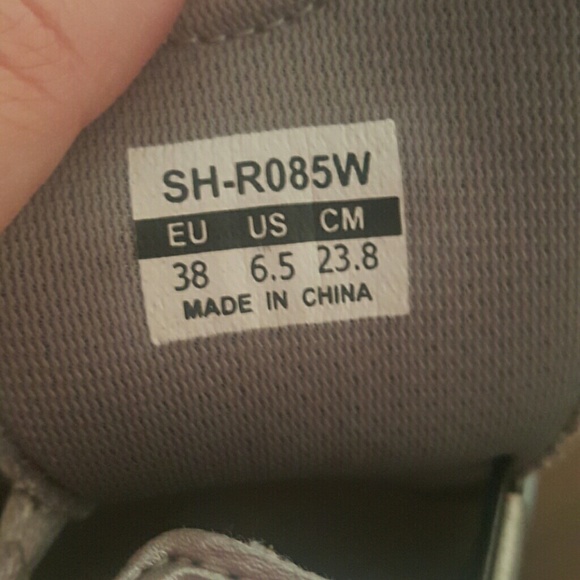 SH-R085W
EU US CM
38 6.5 23.8
MADE IN CHINA